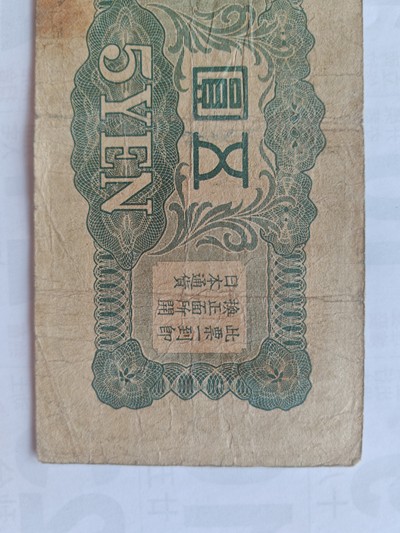 五圓
5 YEN
此票一到即
換正面所開
日本通貨